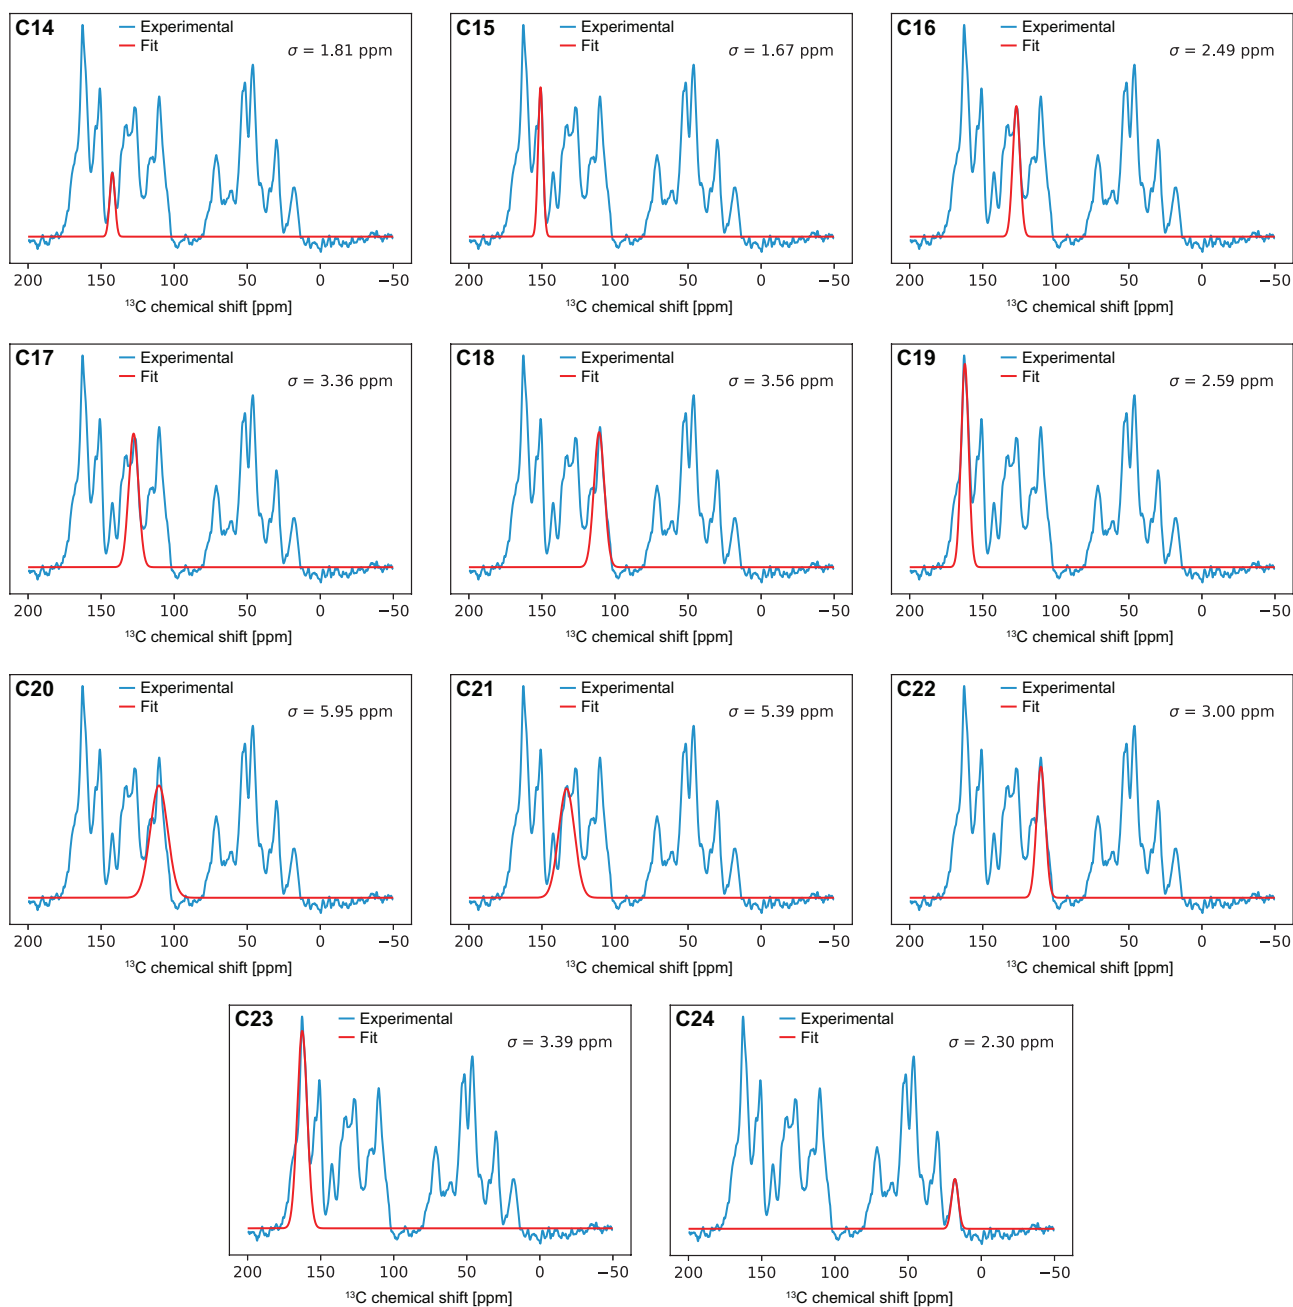 C14
Experimental
Fit
σ = 1.81 ppm
200 150 100 50 0 −50
¹³C chemical shift [ppm]
C15
Experimental
Fit
σ = 1.67 ppm
200 150 100 50 0 −50
¹³C chemical shift [ppm]
C16
Experimental
Fit
σ = 2.49 ppm
200 150 100 50 0 −50
¹³C chemical shift [ppm]
C17
Experimental
Fit
σ = 3.36 ppm
200 150 100 50 0 −50
¹³C chemical shift [ppm]
C18
Experimental
Fit
σ = 3.56 ppm
200 150 100 50 0 −50
¹³C chemical shift [ppm]
C19
Experimental
Fit
σ = 2.59 ppm
200 150 100 50 0 −50
¹³C chemical shift [ppm]
C20
Experimental
Fit
σ = 5.95 ppm
200 150 100 50 0 −50
¹³C chemical shift [ppm]
C21
Experimental
Fit
σ = 5.39 ppm
200 150 100 50 0 −50
¹³C chemical shift [ppm]
C22
Experimental
Fit
σ = 3.00 ppm
200 150 100 50 0 −50
¹³C chemical shift [ppm]
C23
Experimental
Fit
σ = 3.39 ppm
200 150 100 50 0 −50
¹³C chemical shift [ppm]
C24
Experimental
Fit
σ = 2.30 ppm
200 150 100 50 0 −50
¹³C chemical shift [ppm]